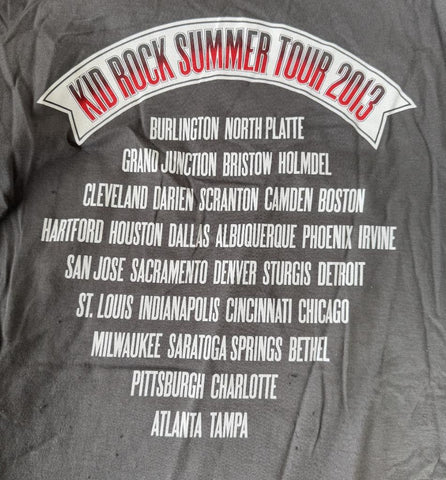 KID ROCK SUMMER TOUR 2013
BURLINGTON NORTH PLATTE
GRAND JUNCTION BRISTOW HOLMDEL
CLEVELAND DARIEN SCRANTON CAMDEN BOSTON
HARTFORD HOUSTON DALLAS ALBUQUERQUE PHOENIX IRVINE
SAN JOSE SACRAMENTO DENVER STURGIS DETROIT
ST. LOUIS INDIANAPOLIS CINCINNATI CHICAGO
MILWAUKEE SARATOGA SPRINGS BETHEL
PITTSBURGH CHARLOTTE
ATLANTA TAMPA